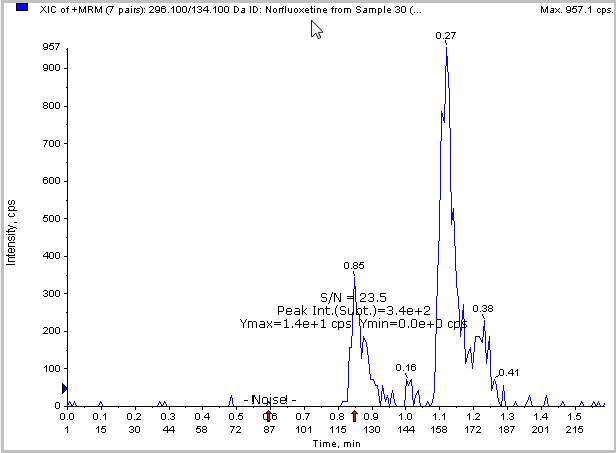 XIC of +MRM (7 pairs): 296.100/134.100 Da ID: Norfluoxetine from Sample 30 (... Max. 957.1 cps.
0.27
957
900
800
700
600
500
400
300
200
100
0
Intensity, cps
0.85
S/N = 23.5
Peak Int.(Subt.)=3.4e+2
Ymax=1.4e+1 cps Ymin=0.0e+0 cps
0.38
0.16
0.41
- Noise -
0.0 0.1 0.3 0.4 0.5 0.6 0.7 0.8 0.9 1.0 1.1 1.2 1.3 1.4 1.5
1 15 30 44 58 72 87 101 115 130 144 158 173 187 201 216
Time, min